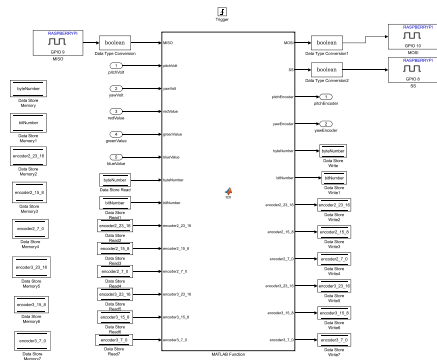 Trigger
RASPBERRYPI
GPIO 9
MISO
boolean
Data Type Conversion
MISO
MOSI
boolean
Data Type Conversion1
RASPBERRYPI
GPIO 10
MOSI
SS
boolean
Data Type Conversion2
RASPBERRYPI
GPIO 8
SS
1
pitchVolt
pitchVolt
2
yawVolt
yawVolt
3
redValue
redValue
4
greenValue
greenValue
5
blueValue
blueValue
pitchEncoder
1
pitchEncoder
yawEncoder
2
yawEncoder
byteNumber
Data Store
Memory
bitNumber
Data Store
Memory1
encoder2_23_16
Data Store
Memory2
encoder2_15_8
Data Store
Memory3
encoder2_7_0
Data Store
Memory4
encoder3_23_16
Data Store
Memory5
encoder3_15_8
Data Store
Memory6
encoder3_7_0
Data Store
Memory7
byteNumber
Data Store Read
byteNumber
bitNumber
Data Store
Read1
bitNumber
encoder2_23_16
Data Store
Read2
encoder2_23_16
encoder2_15_8
Data Store
Read3
encoder2_15_8
encoder2_7_0
Data Store
Read4
encoder2_7_0
encoder3_23_16
Data Store
Read5
encoder3_23_16
encoder3_15_8
Data Store
Read6
encoder3_15_8
encoder3_7_0
Data Store
Read7
encoder3_7_0
byteNumber
byteNumber
Data Store
Write
bitNumber
bitNumber
Data Store
Write1
encoder2_23_16
encoder2_23_16
Data Store
Write2
encoder2_15_8
encoder2_15_8
Data Store
Write3
encoder2_7_0
encoder2_7_0
Data Store
Write4
encoder3_23_16
encoder3_23_16
Data Store
Write5
encoder3_15_8
encoder3_15_8
Data Store
Write6
encoder3_7_0
encoder3_7_0
Data Store
Write7
MATLAB Function